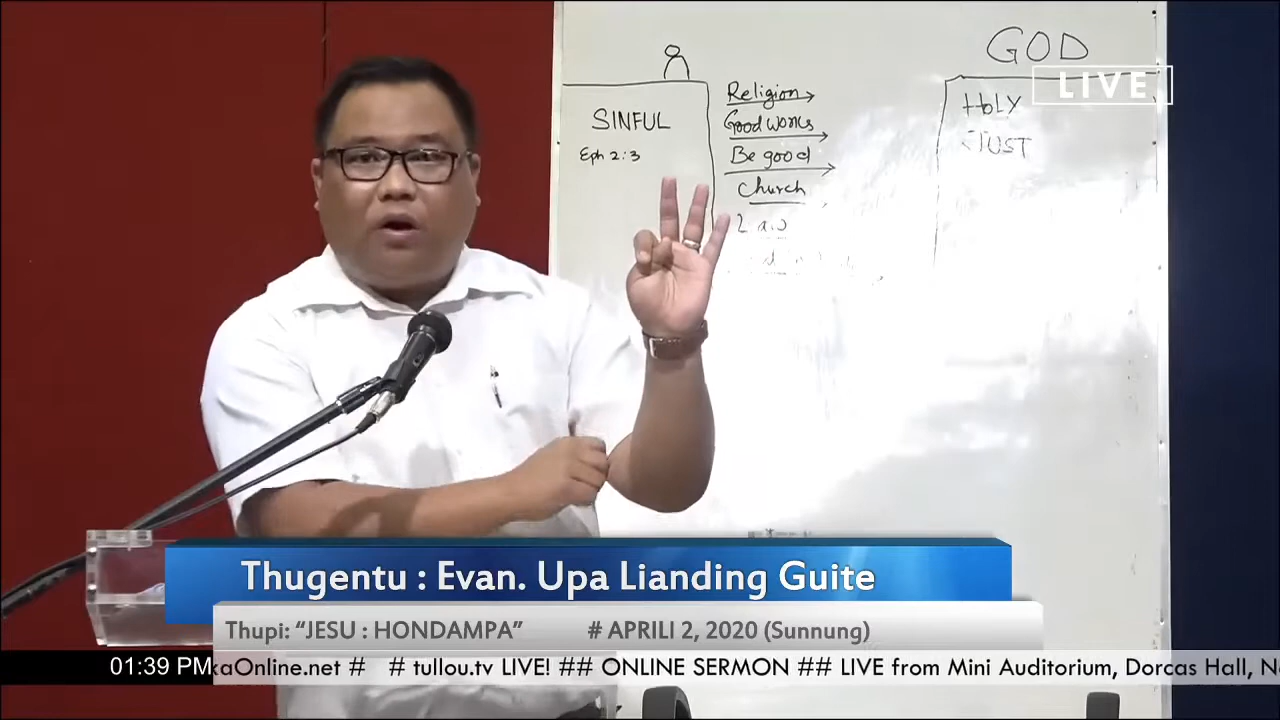 GOD
LIVE
Religion
HOLY
SINFUL
Good works
JUST
Eph 2:3
Be good
Church
Thugentu : Evan. Upa Lianding Guite
Thupi: “JESU : HONDAMPA” # APRILI 2, 2020 (Sunnung)
01:39 PM kaOnline.net # # tullou.tv LIVE! ## ONLINE SERMON ## LIVE from Mini Auditorium, Dorcas Hall, N